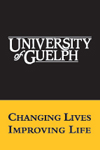 UNIVERSITY
OF GUELPH
CHANGING LIVES
IMPROVING LIFE